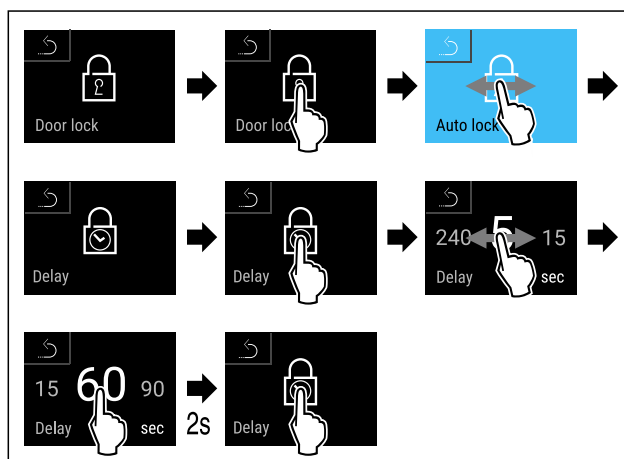 Door lock
Door loc
Auto lock
Delay
Delay
240 5 15
Delay sec
15 60 90
Delay sec
2s
Delay